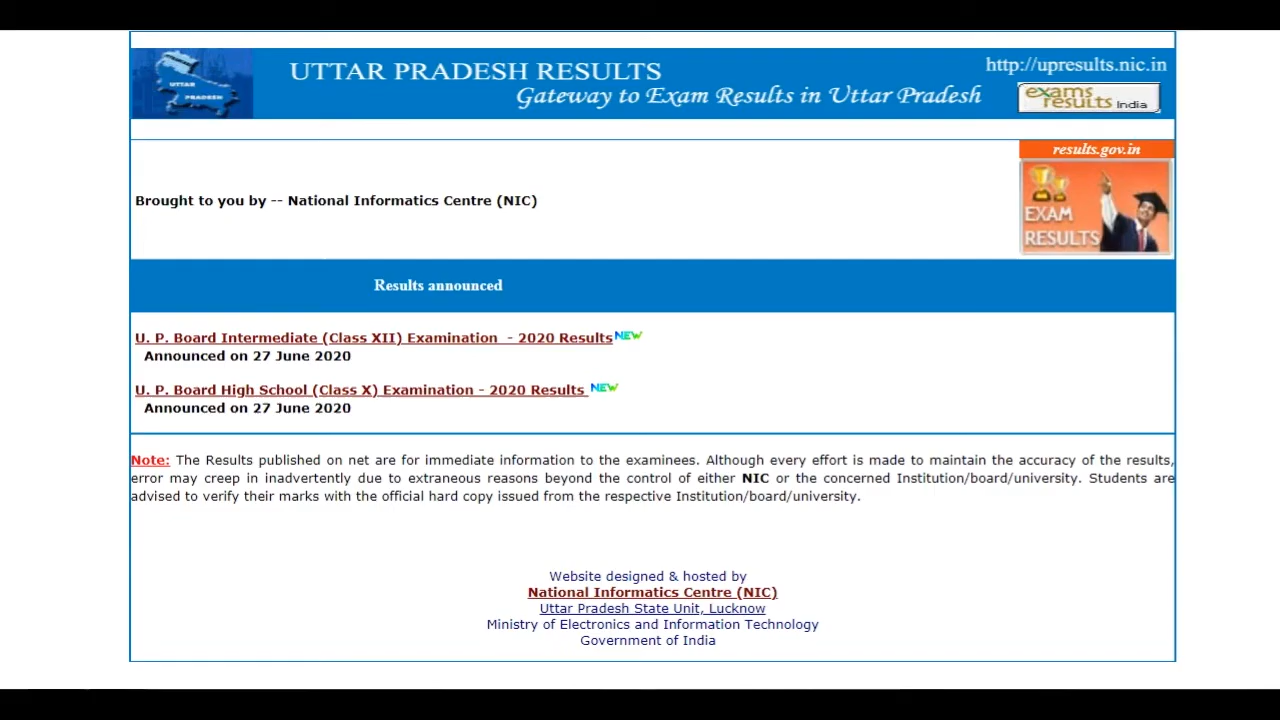 UTTAR PRADESH
UTTAR PRADESH RESULTS
Gateway to Exam Results in Uttar Pradesh
http://upresults.nic.in
exams results India
results.gov.in
EXAM
RESULTS
Brought to you by -- National Informatics Centre (NIC)
Results announced
U. P. Board Intermediate (Class XII) Examination - 2020 Results NEW
Announced on 27 June 2020
U. P. Board High School (Class X) Examination - 2020 Results NEW
Announced on 27 June 2020
Note: The Results published on net are for immediate information to the examinees. Although every effort is made to maintain the accuracy of the results,
error may creep in inadvertently due to extraneous reasons beyond the control of either NIC or the concerned Institution/board/university. Students are
advised to verify their marks with the official hard copy issued from the respective Institution/board/university.
Website designed & hosted by
National Informatics Centre (NIC)
Uttar Pradesh State Unit, Lucknow
Ministry of Electronics and Information Technology
Government of India